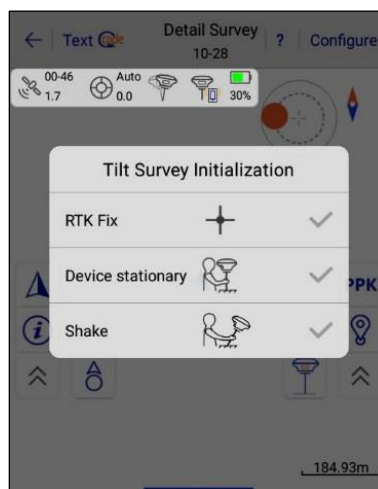 ← Text Code Detail Survey ? Configure
10-28
00-46 Auto
1.7 0.0 30%
Tilt Survey Initialization
RTK Fix
Device stationary
Shake
PPK
i
184.93m